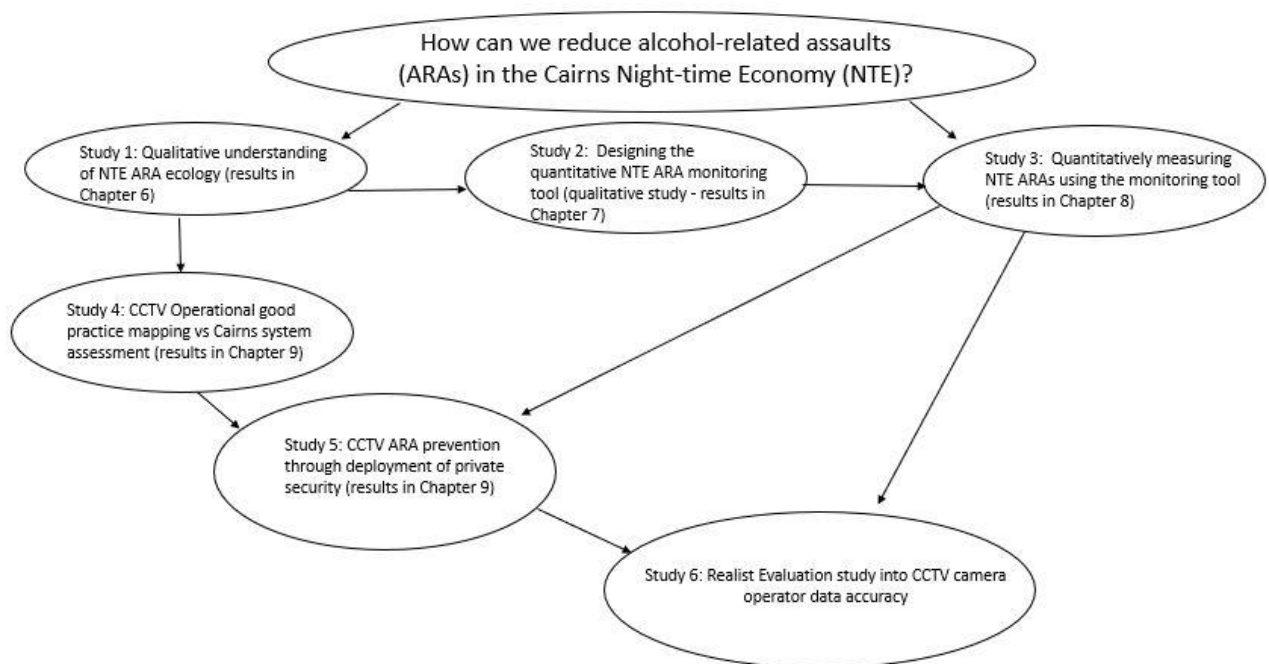 How can we reduce alcohol-related assaults
(ARAs) in the Cairns Night-time Economy (NTE)?
Study 1: Qualitative understanding
of NTE ARA ecology (results in
Chapter 6)
Study 2:  Designing the
quantitative NTE ARA monitoring
tool (qualitative study - results in
Chapter 7)
Study 3:  Quantitatively measuring
NTE ARAs using the monitoring tool
(results in Chapter 8)
Study 4: CCTV Operational good
practice mapping vs Cairns system
assessment (results in Chapter 9)
Study 5: CCTV ARA prevention
through deployment of private
security (results in Chapter 9)
Study 6: Realist Evaluation study into CCTV camera
operator data accuracy